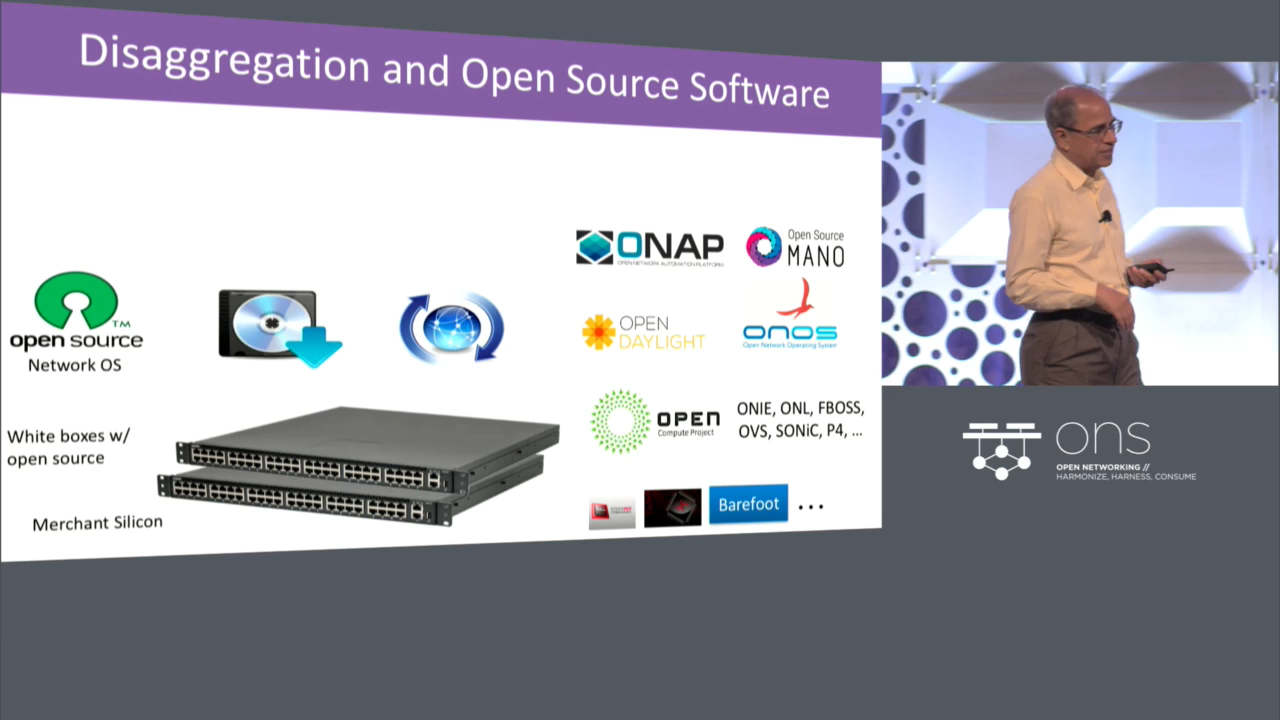 Disaggregation and Open Source Software
open source
TM
Network OS
White boxes w/
open source
Merchant Silicon
ONAP
OPEN NETWORK AUTOMATION PLATFORM
Open Source
MANO
OPEN
DAYLIGHT
onos
Open Network Operating System
OPEN
Compute Project
ONIE, ONL, FBOSS,
OVS, SONiC, P4, ...
Barefoot
...
ons
OPEN NETWORKING //
HARMONIZE, HARNESS, CONSUME